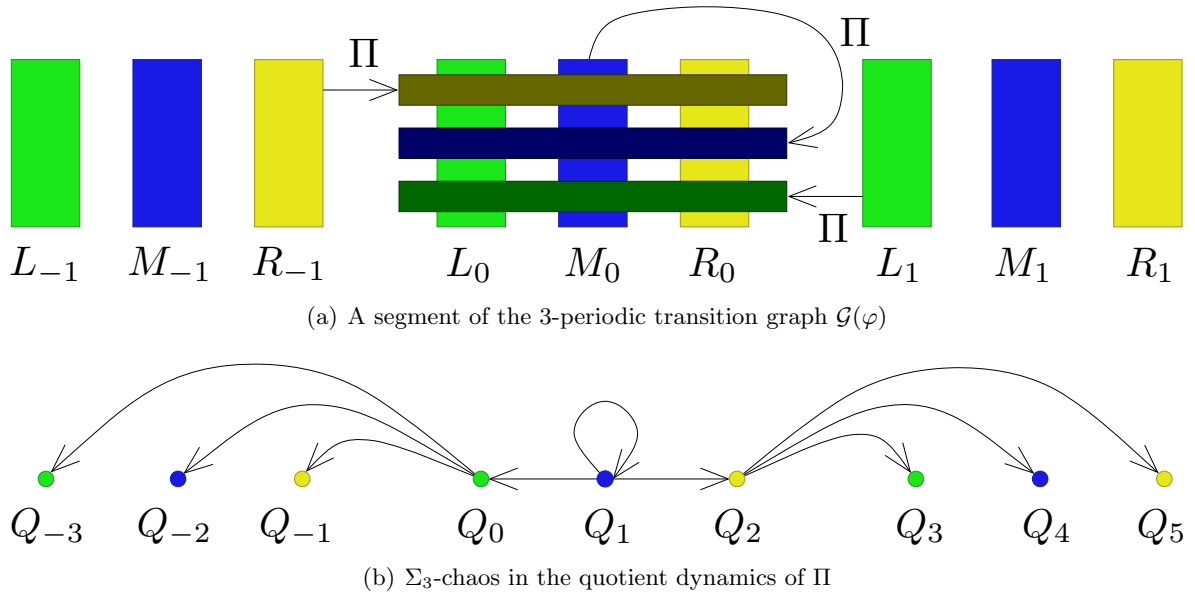 Π Π
Π
L₋₁ M₋₁ R₋₁ L₀ M₀ R₀ L₁ M₁ R₁
(a) A segment of the 3-periodic transition graph 𝒢(φ)
Q₋₃ Q₋₂ Q₋₁ Q₀ Q₁ Q₂ Q₃ Q₄ Q₅
(b) Σ₃-chaos in the quotient dynamics of Π